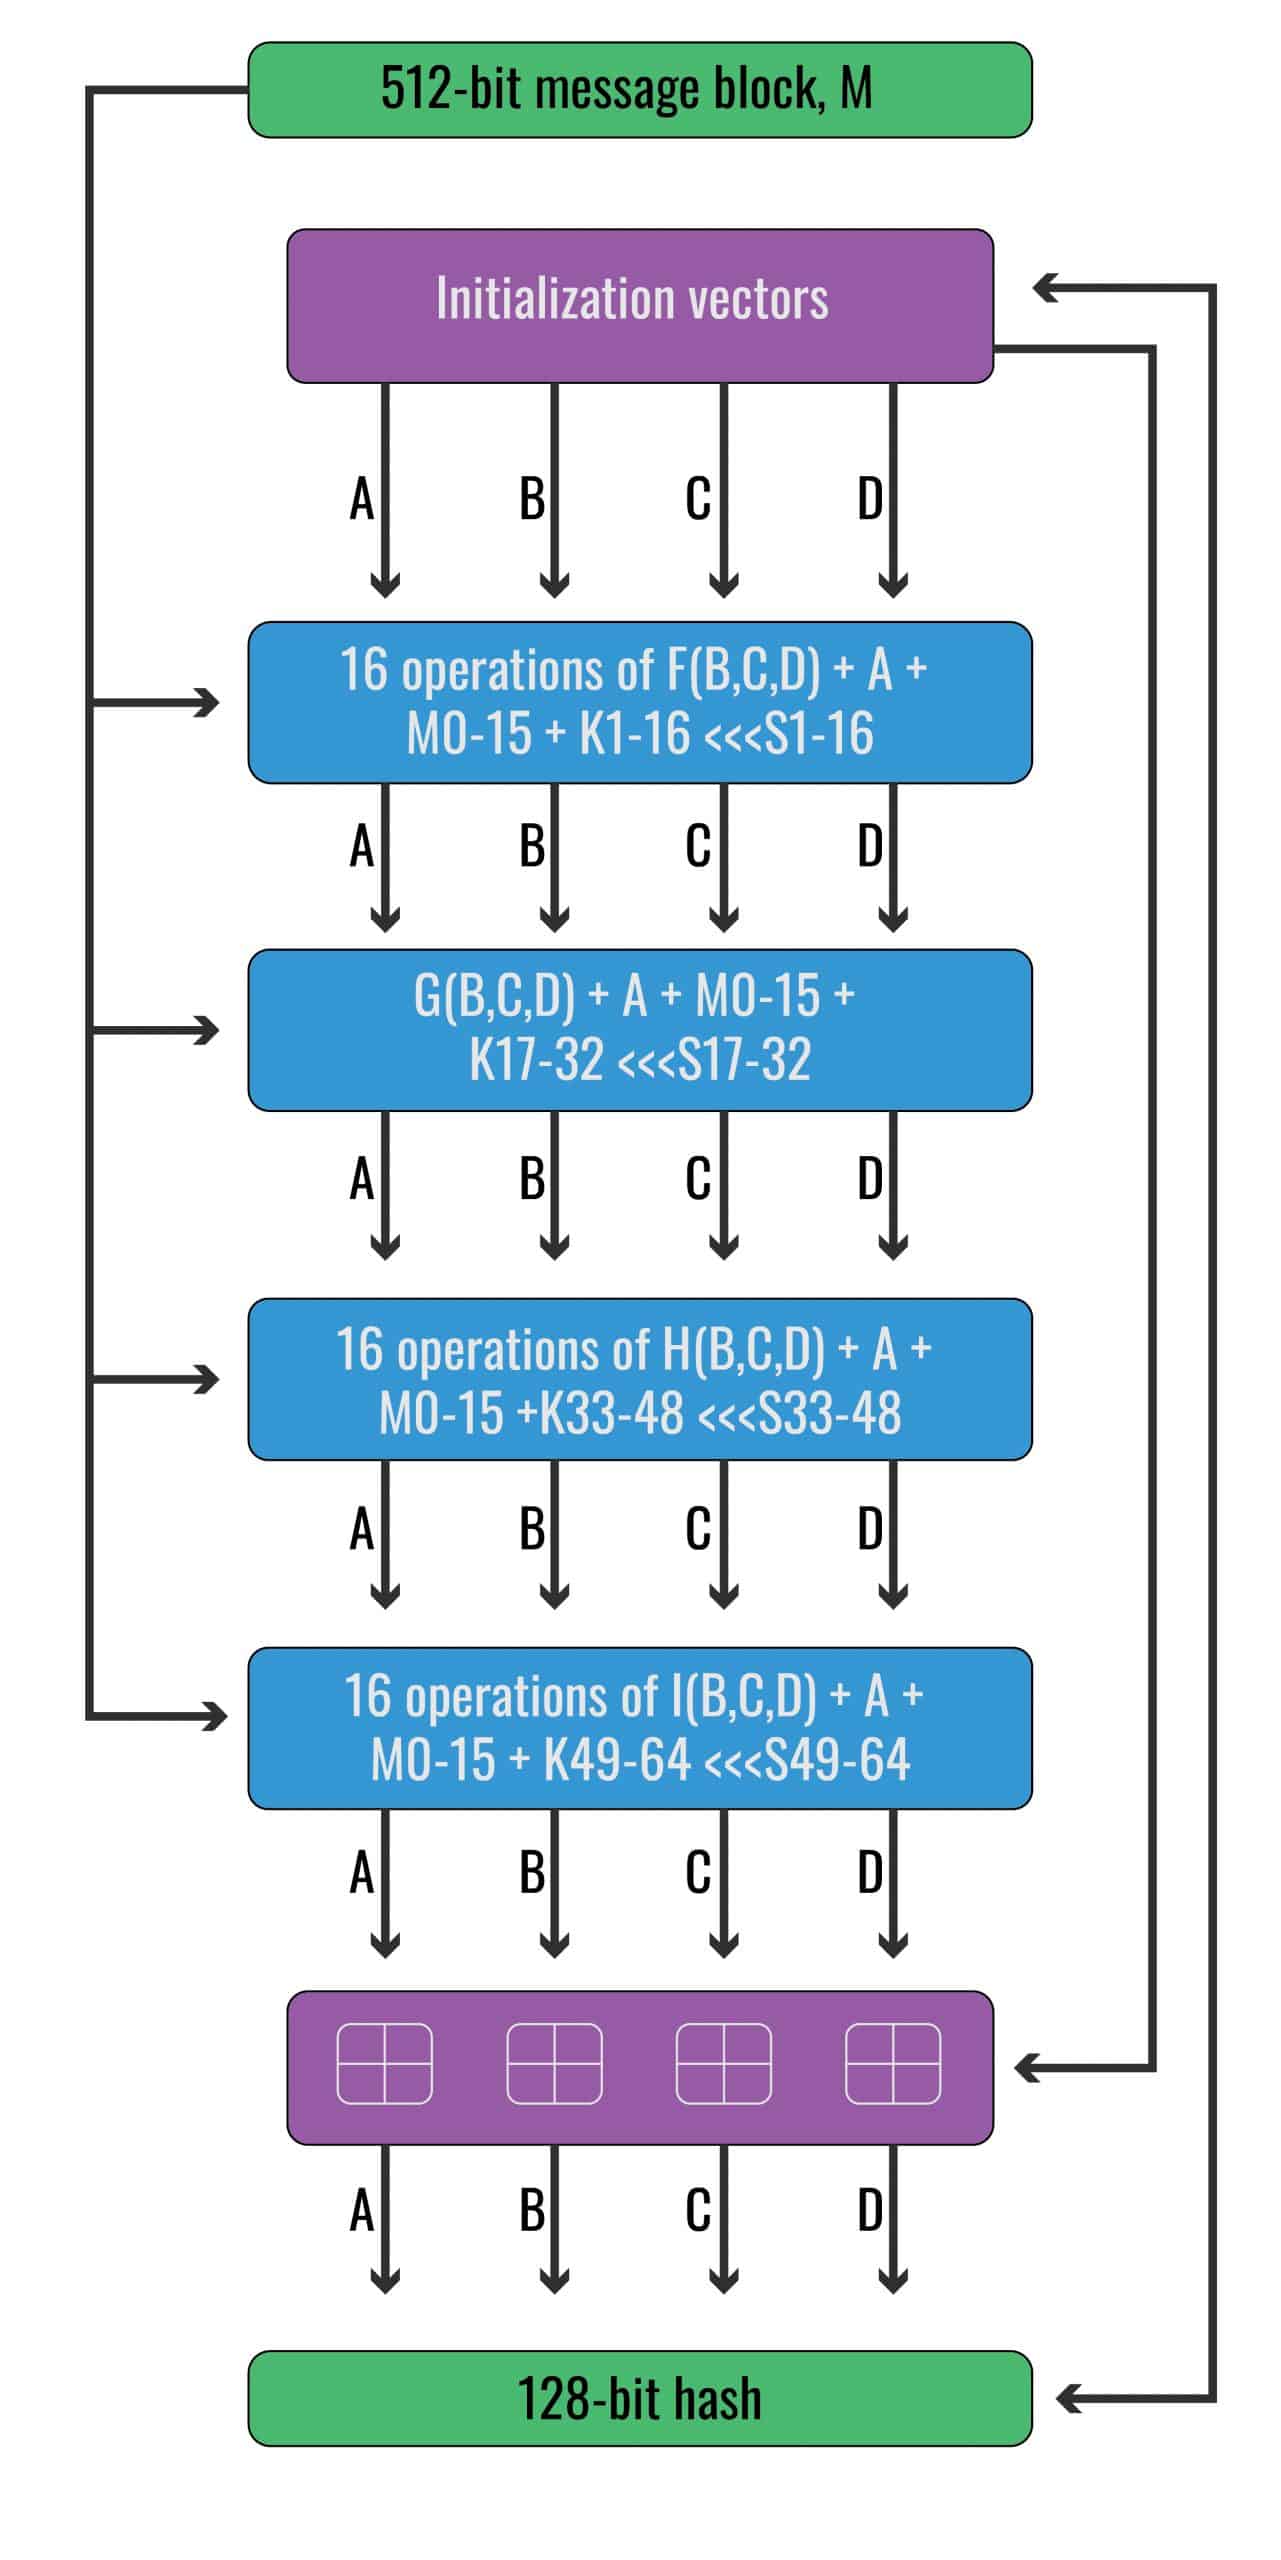 512-bit message block, M
Initialization vectors
A B C D
16 operations of F(B,C,D) + A +
M0-15 + K1-16 <<<S1-16
A B C D
G(B,C,D) + A + M0-15 +
K17-32 <<<S17-32
A B C D
16 operations of H(B,C,D) + A +
M0-15 +K33-48 <<<S33-48
A B C D
16 operations of I(B,C,D) + A +
M0-15 + K49-64 <<<S49-64
A B C D
A B C D
128-bit hash